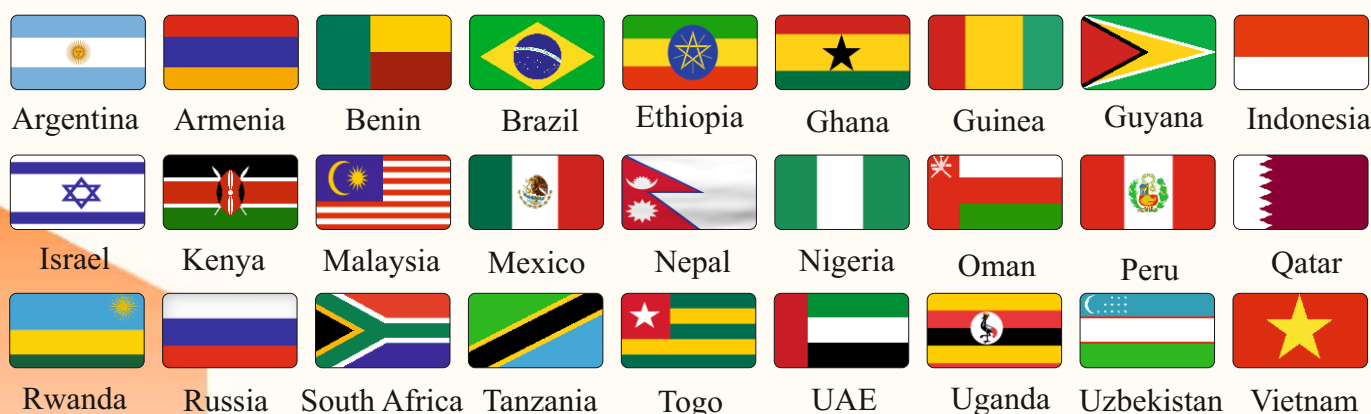 Argentina Armenia Benin Brazil Ethiopia Ghana Guinea Guyana Indonesia
Israel Kenya Malaysia Mexico Nepal Nigeria Oman Peru Qatar
Rwanda Russia South Africa Tanzania Togo UAE Uganda Uzbekistan Vietnam